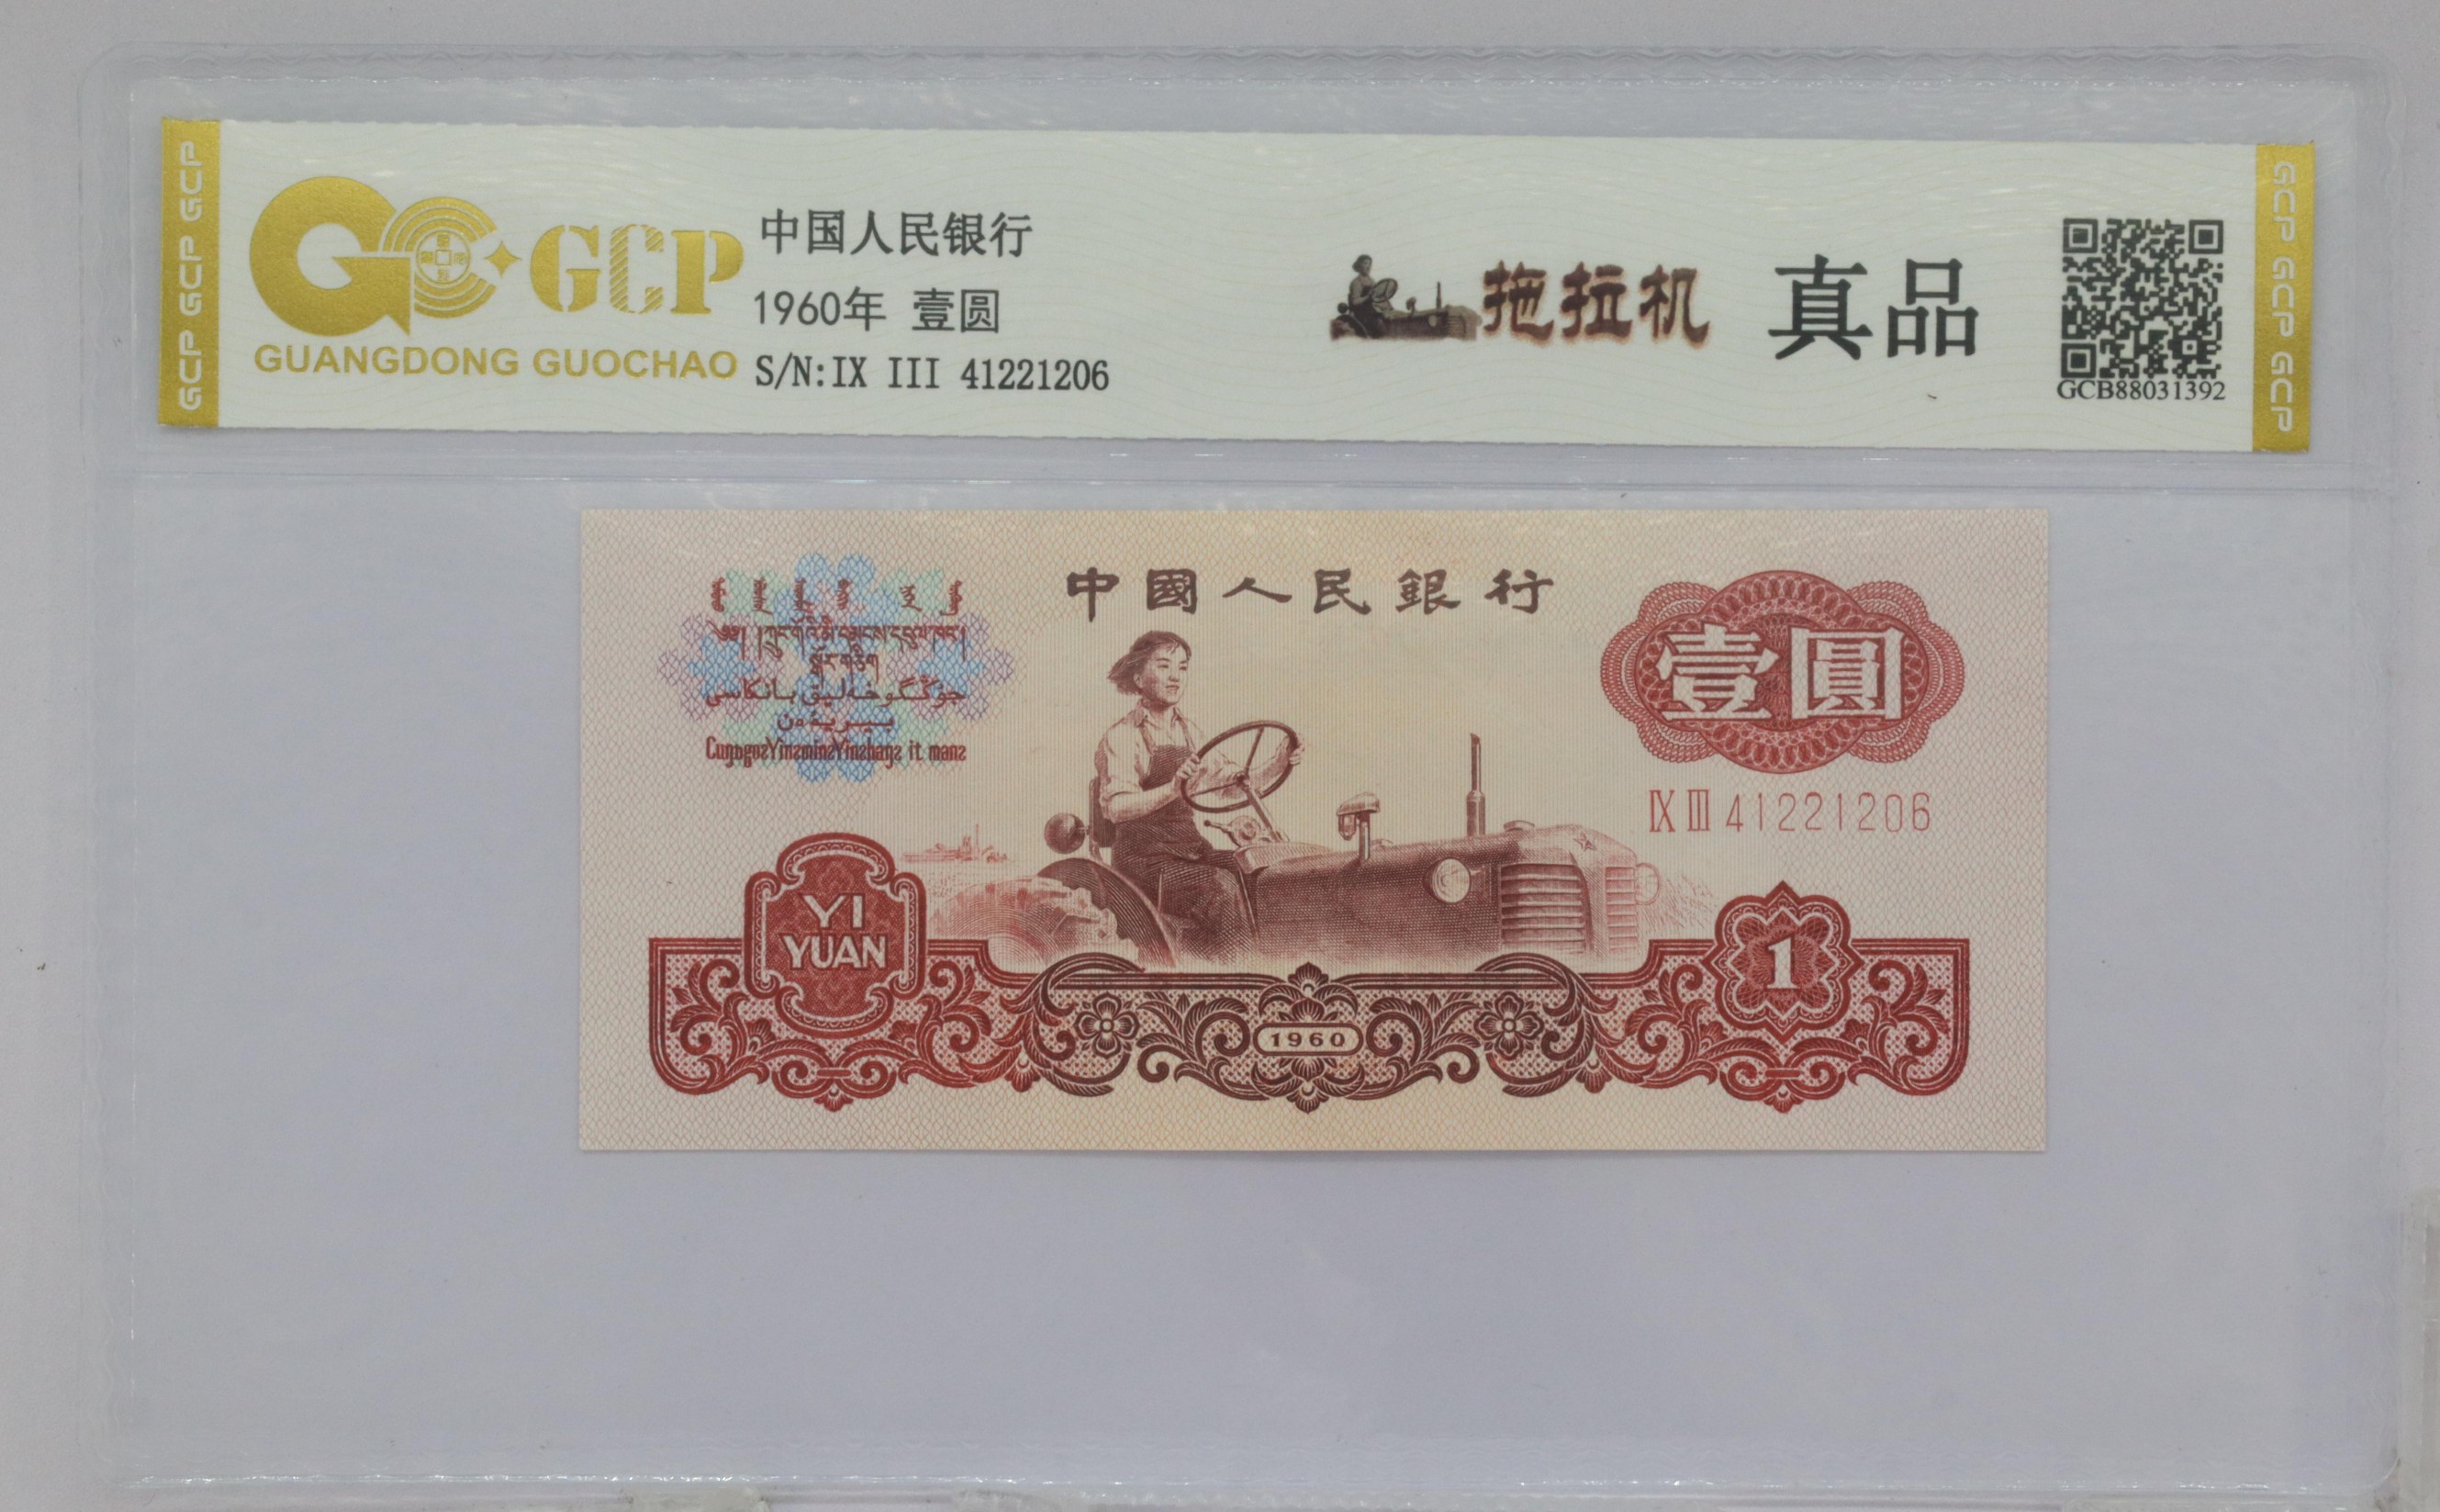 GCP GCP GCP
GCP
GUANGDONG GUOCHAO
中国人民银行
1960年 壹圆
S/N:IX III 41221206
拖拉机
真品
GCB88031392
GCP GCP GCP
中國人民銀行
壹圓
IX III 41221206
YI
YUAN
1960
1